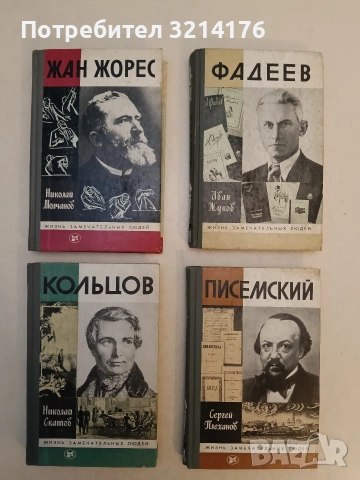 Потребител 3214176
ЖАН ЖОРЕС
Николай
Молчанов
ЖИЗНЬ ЗАМЕЧАТЕЛЬНЫХ ЛЮДЕЙ
ФАДЕЕВ
Иван
Жуков
ЖИЗНЬ ЗАМЕЧАТЕЛЬНЫХ ЛЮДЕЙ
КОЛЬЦОВ
Николай
Скатов
ЖИЗНЬ ЗАМЕЧАТЕЛЬНЫХ ЛЮДЕЙ
ПИСЕМСКИЙ
Сергей
Плеханов
ЖИЗНЬ ЗАМЕЧАТЕЛЬНЫХ ЛЮДЕЙ
bazar